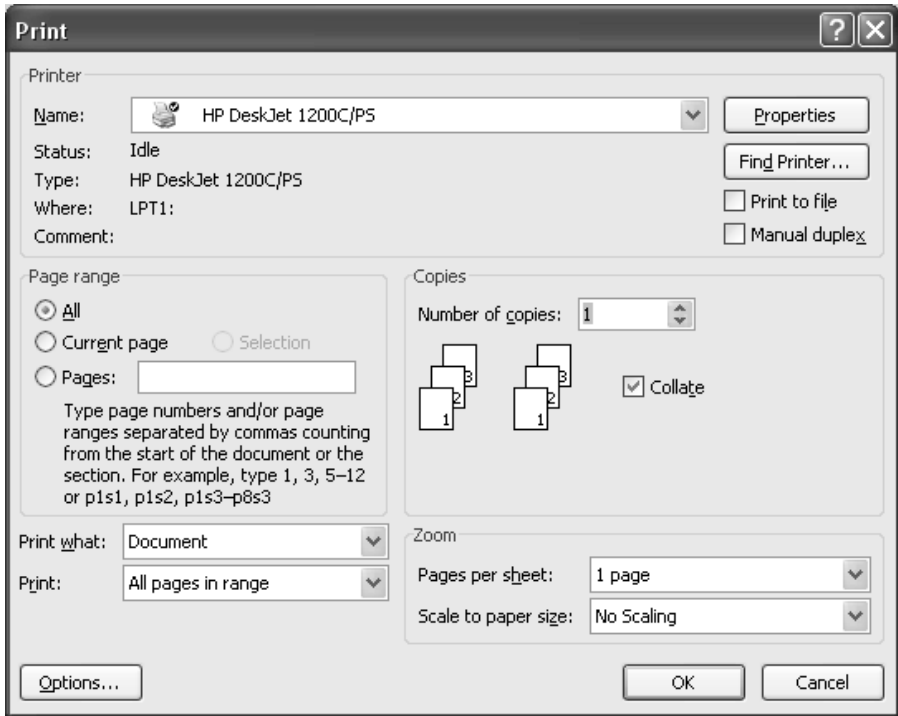 Print
Printer
Name: HP DeskJet 1200C/PS Properties
Status: Idle
Find Printer...
Type: HP DeskJet 1200C/PS
Where: LPT1: Print to file
Comment: Manual duplex
Page range
All
Current page Selection
Pages:
Type page numbers and/or page
ranges separated by commas counting
from the start of the document or the
section. For example, type 1, 3, 5–12
or p1s1, p1s2, p1s3–p8s3
Copies
Number of copies: 1
3 3
2 2
1 1
Collate
Print what: Document
Print: All pages in range
Zoom
Pages per sheet: 1 page
Scale to paper size: No Scaling
Options... OK Cancel